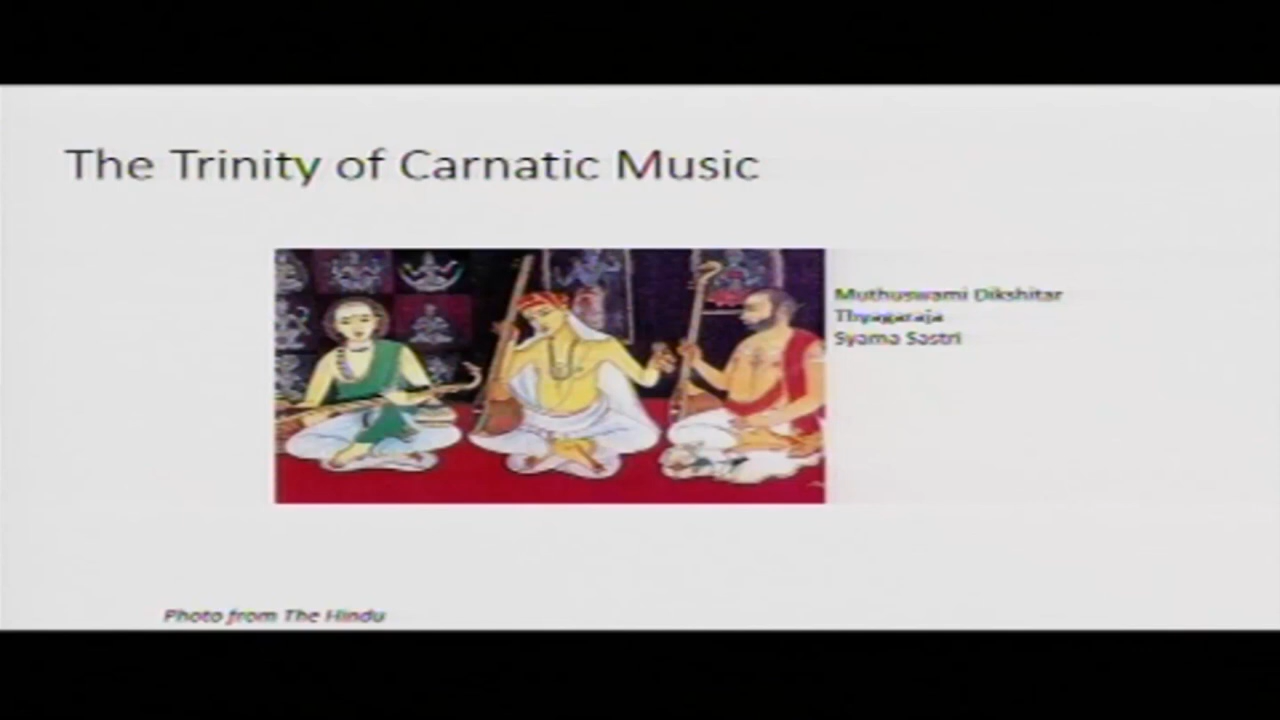 The Trinity of Carnatic Music
Muthuswami Dikshitar
Thyagaraja
Syama Sastri
Photo from The Hindu